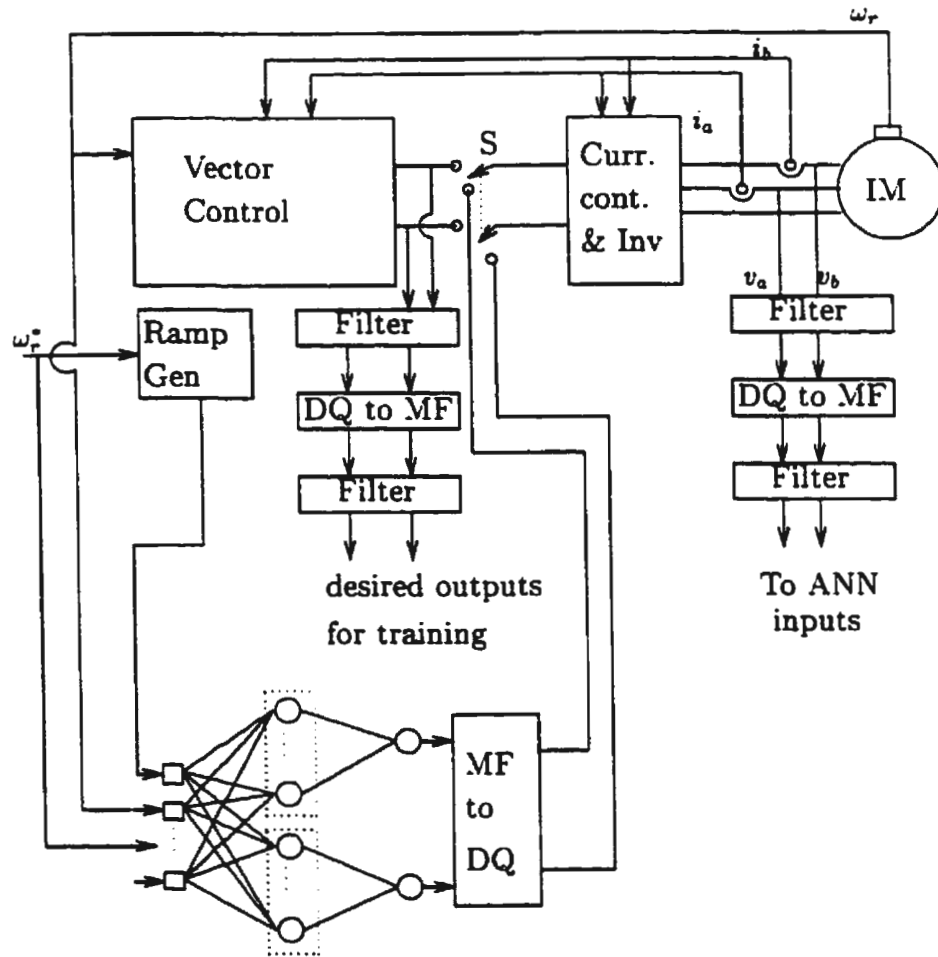 ω_r
i_b
i_a
S
Vector
Control
Curr.
cont.
& Inv
IM
v_a v_b
ω_r^*
Ramp
Gen
Filter
DQ to MF
Filter
desired outputs
for training
Filter
DQ to MF
Filter
To ANN
inputs
MF
to
DQ